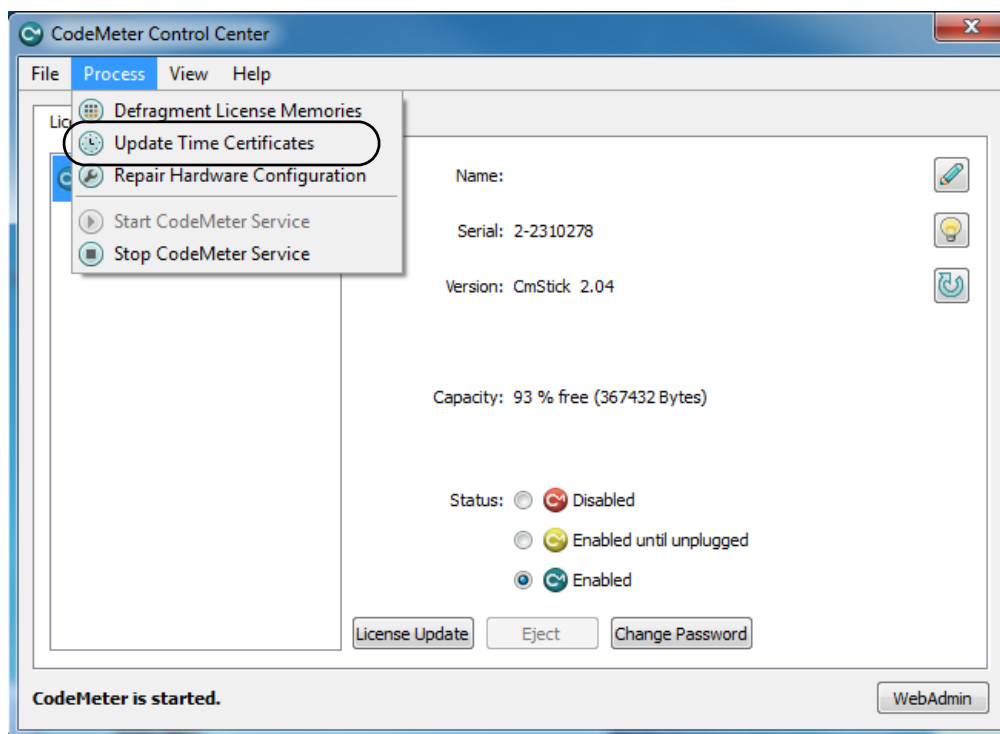 CodeMeter Control Center
File Process View Help
Defragment License Memories
Update Time Certificates
Repair Hardware Configuration
Start CodeMeter Service
Stop CodeMeter Service
Lic
Name:
Serial: 2-2310278
Version: CmStick 2.04
Capacity: 93 % free (367432 Bytes)
Status: Disabled
Enabled until unplugged
Enabled
License Update Eject Change Password
CodeMeter is started. WebAdmin